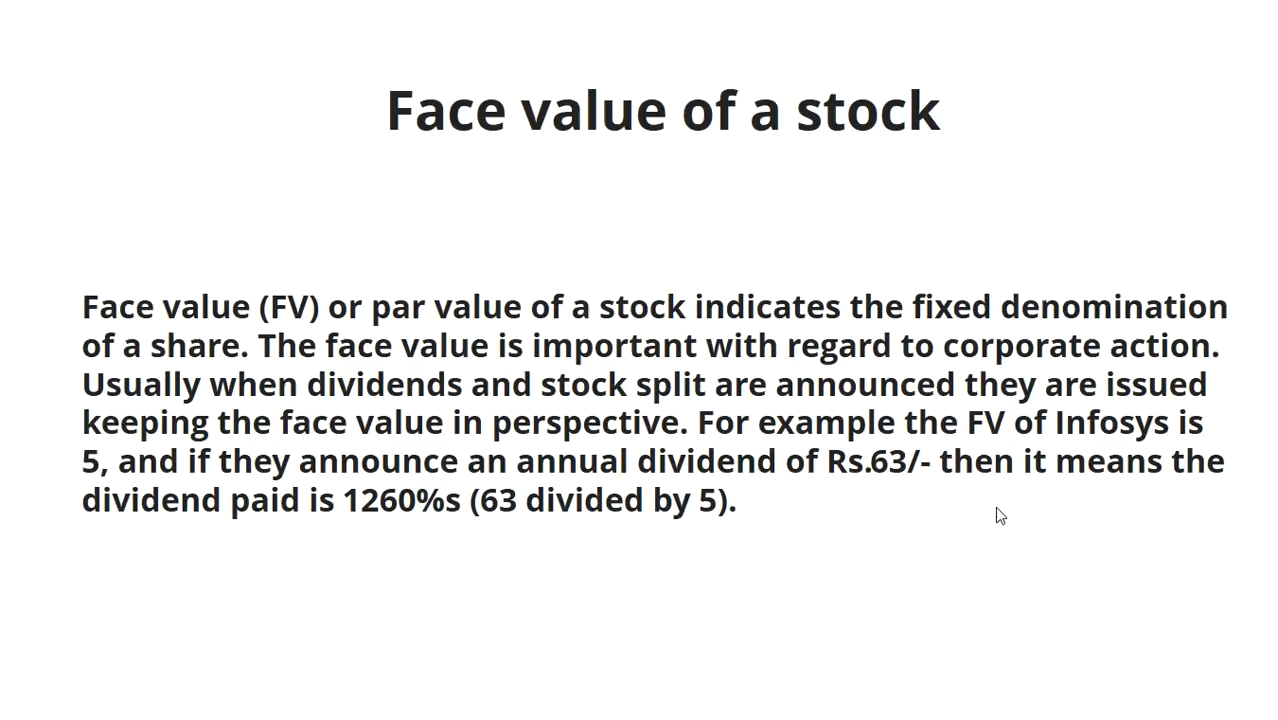 Face value of a stock
Face value (FV) or par value of a stock indicates the fixed denomination
of a share. The face value is important with regard to corporate action.
Usually when dividends and stock split are announced they are issued
keeping the face value in perspective. For example the FV of Infosys is
5, and if they announce an annual dividend of Rs.63/- then it means the
dividend paid is 1260%s (63 divided by 5).